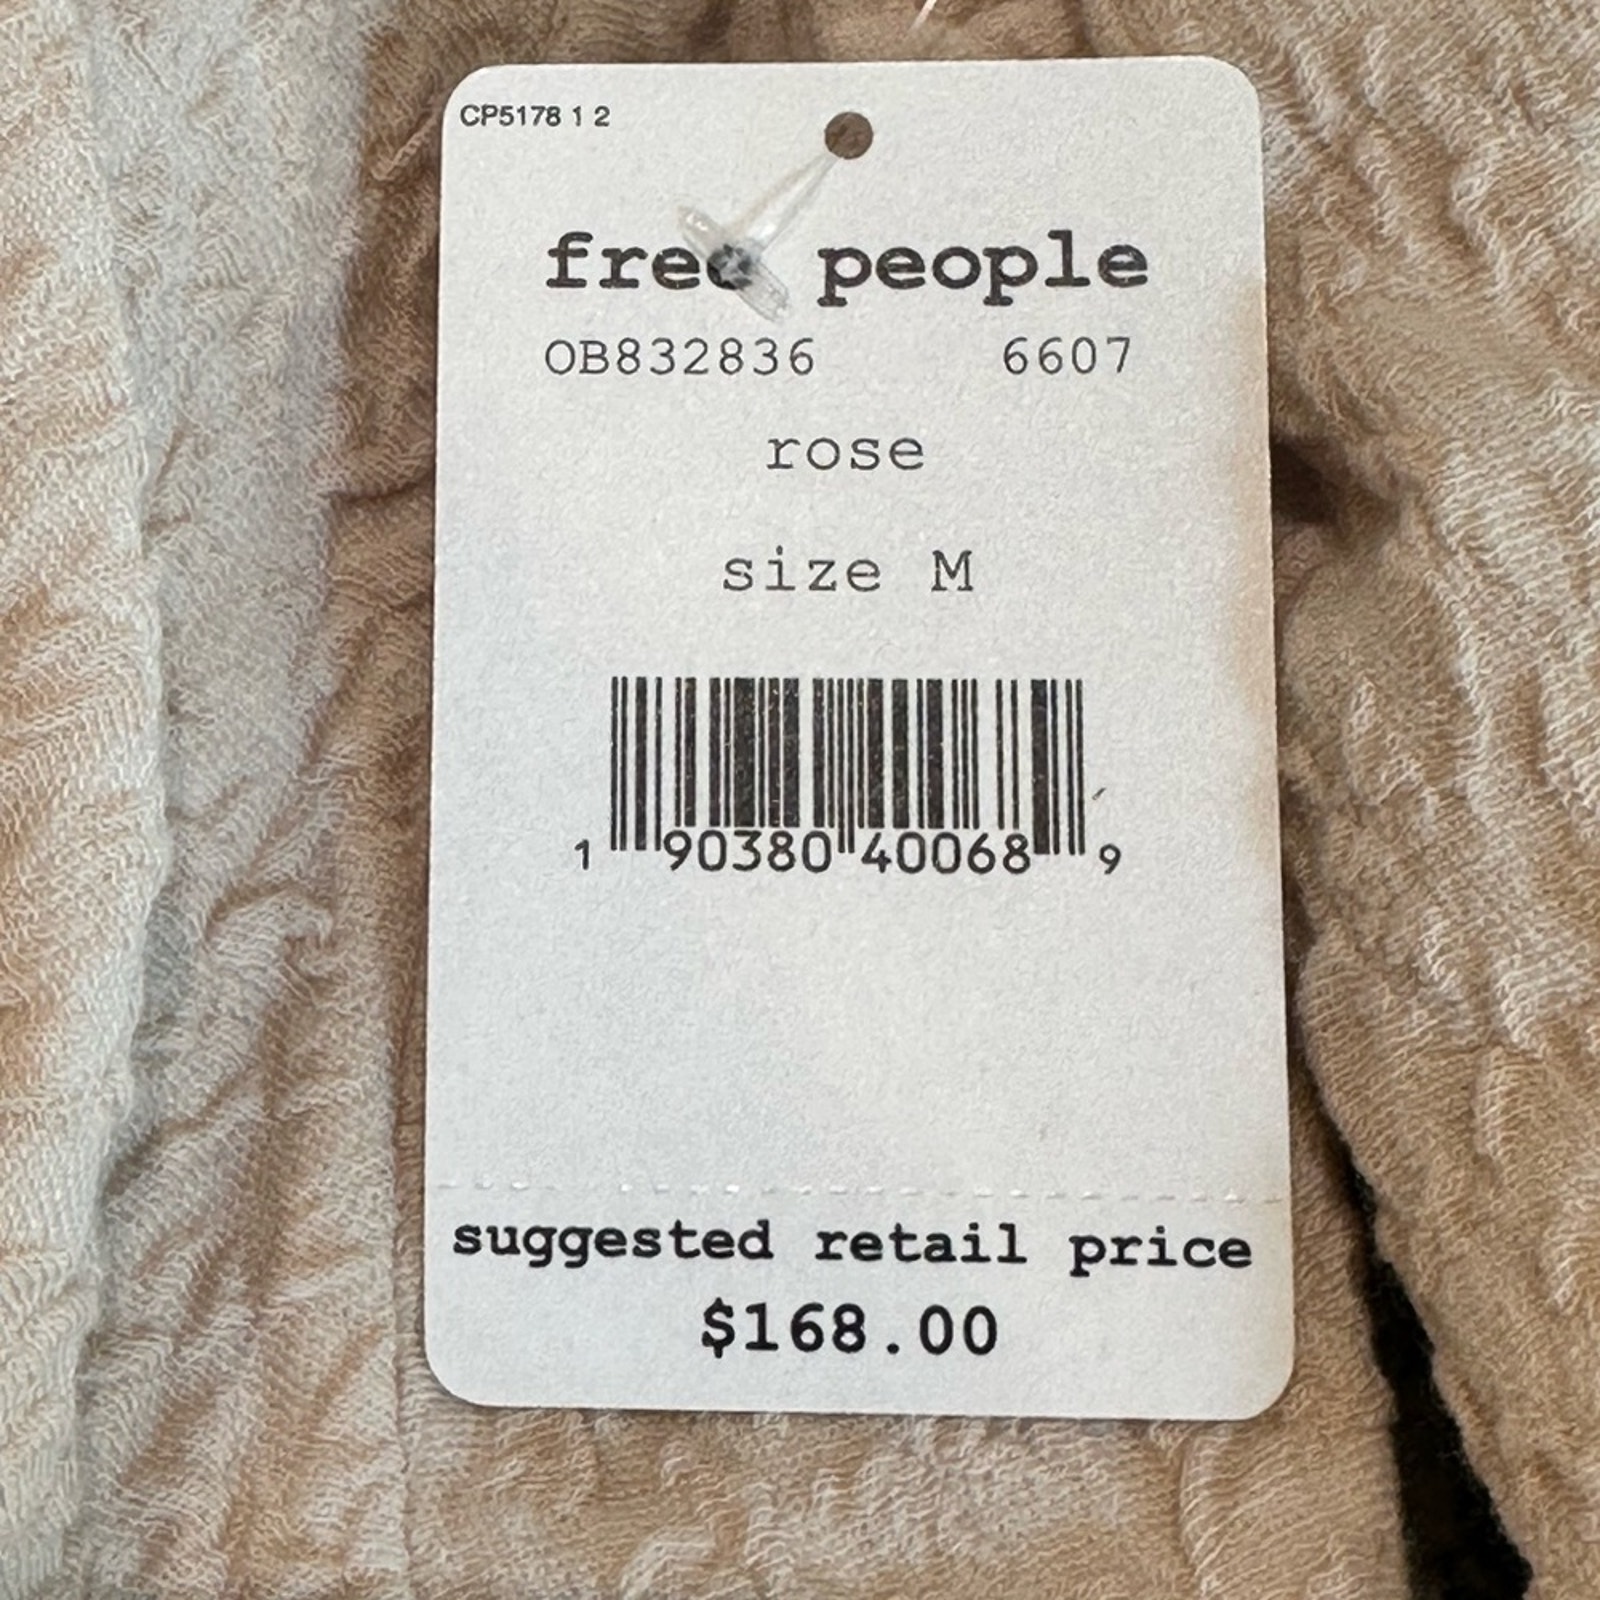 CP5178 1 2
free people
OB832836 6607
rose
size M
1 90380 40068 9
suggested retail price
$168.00